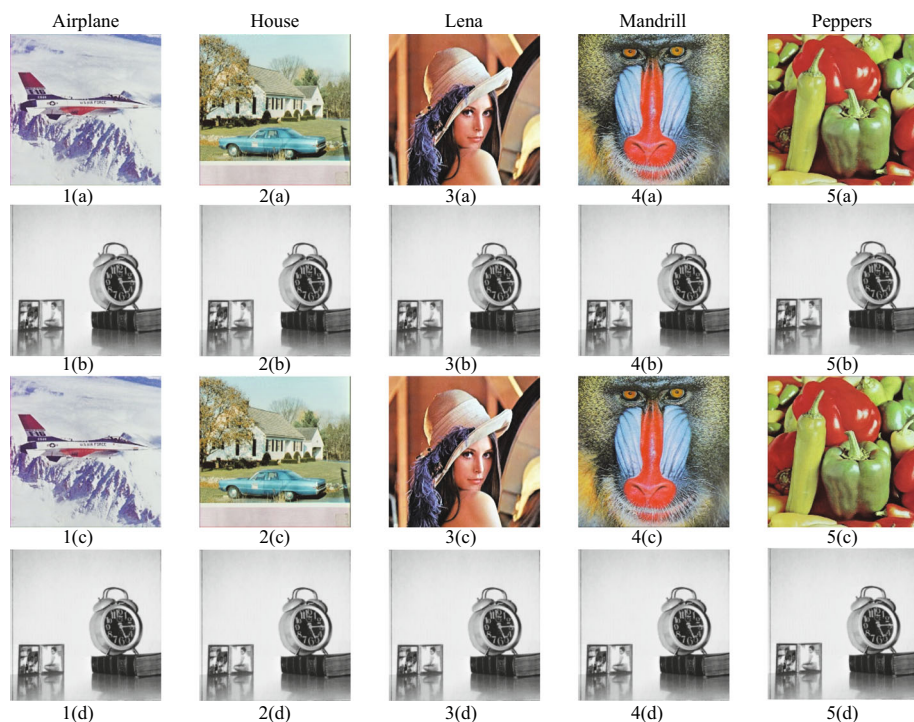 Airplane House Lena Mandrill Peppers
1(a) 2(a) 3(a) 4(a) 5(a)
1(b) 2(b) 3(b) 4(b) 5(b)
1(c) 2(c) 3(c) 4(c) 5(c)
1(d) 2(d) 3(d) 4(d) 5(d)